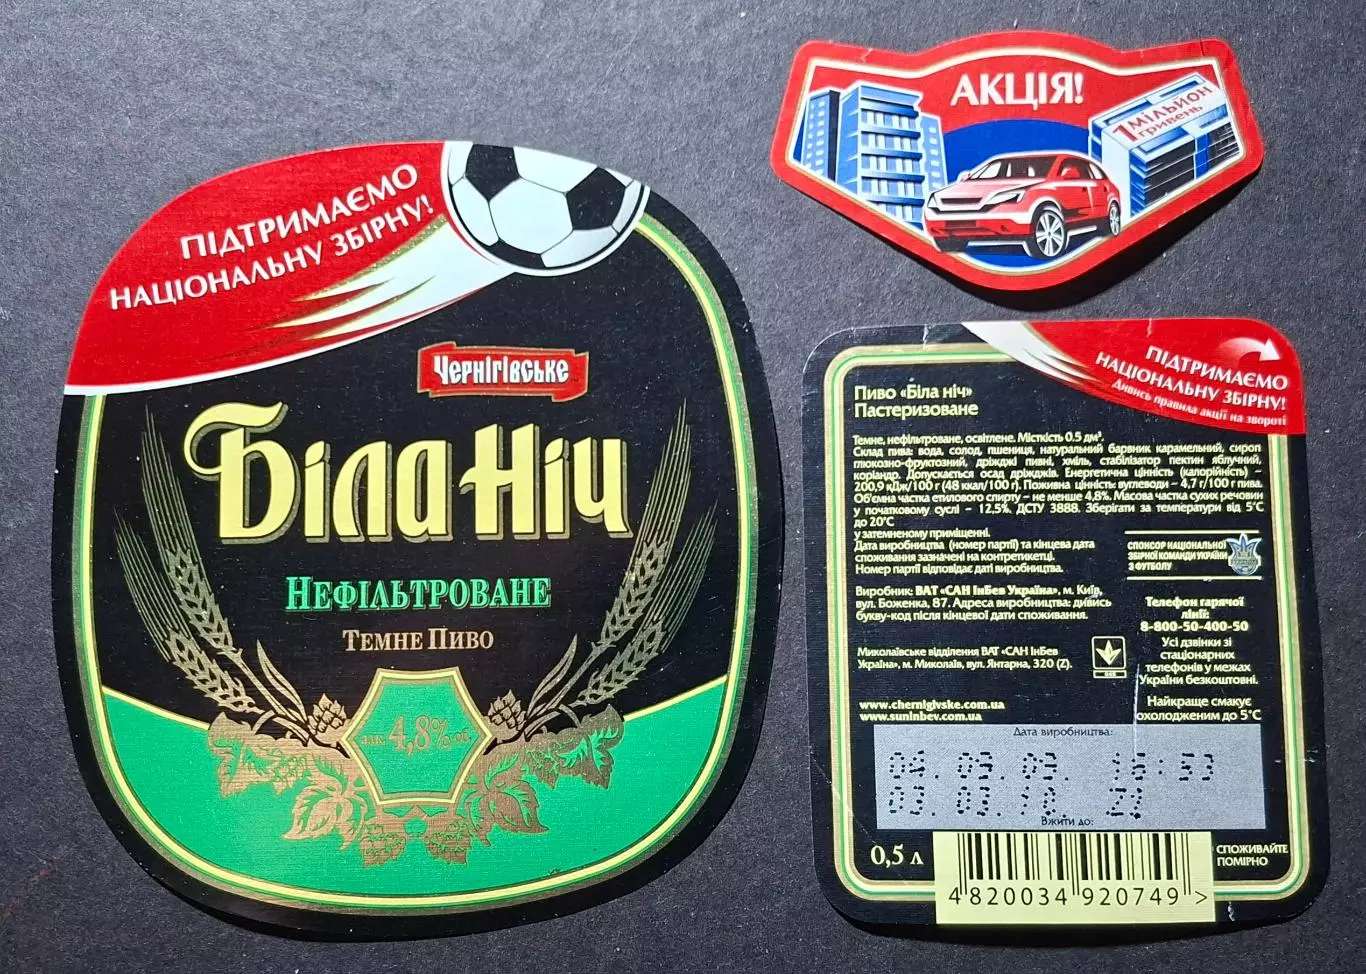 ПІДТРИМАЄМО
НАЦІОНАЛЬНУ ЗБІРНУ!
ЧЕРНІГІВСЬКЕ
Біла Ніч
НЕФІЛЬТРОВАНЕ
ТЕМНЕ ПИВО
алк 4,8% об.
АКЦІЯ!
1 МІЛЬЙОН
гривень
ПІДТРИМАЄМО
НАЦІОНАЛЬНУ ЗБІРНУ!
Дивись правила акції на звороті
Пиво «Біла ніч»
Пастеризоване
Темне, нефільтроване, освітлене. Місткість 0.5 дм³.
Склад пива: вода, солод, пшениця, натуральний барвник карамельний, сироп
глюкозно-фруктозний, дріжджі пивні, хміль, стабілізатор пектин яблучний,
коріандр. Допускається осад дріжджів. Енергетична цінність (калорійність) –
200,9 кДж/100 г (48 ккал/100 г). Поживна цінність: вуглеводи – 4,7 г/100 г пива.
Об'ємна частка етилового спирту – не менше 4,8%. Масова частка сухих речовин
у початковому суслі – 12,5%. ДСТУ 3888. Зберігати за температури від 5°С
до 20°С
у затемненому приміщенні.
Дата виробництва (номер партії) та кінцева дата
споживання зазначені на контретикетці.
Номер партії відповідає даті виробництва.
СПОНСОР НАЦІОНАЛЬНОЇ
ЗБІРНОЇ КОМАНДИ УКРАЇНИ
З ФУТБОЛУ
Виробник: ВАТ «САН ІнБев Україна», м. Київ,
вул. Боженка, 87. Адреса виробництва: дивись
букву-код після кінцевої дати споживання.
Телефон гарячої
лінії:
8-800-50-400-50
Усі дзвінки зі
стаціонарних
телефонів у межах
України безкоштовні.
Миколаївське відділення ВАТ «САН ІнБев
Україна», м. Миколаїв, вул. Янтарна, 320 (Z).
www.chernigivske.com.ua
www.suninbev.com.ua
Найкраще смакує
охолодженим до 5°С
Дата виробництва:
04.09.09. 16:53
03.03.10 Z1
Вжити до:
0,5 л
СПОЖИВАЙТЕ
ПОМІРНО
4 820034 920749 >